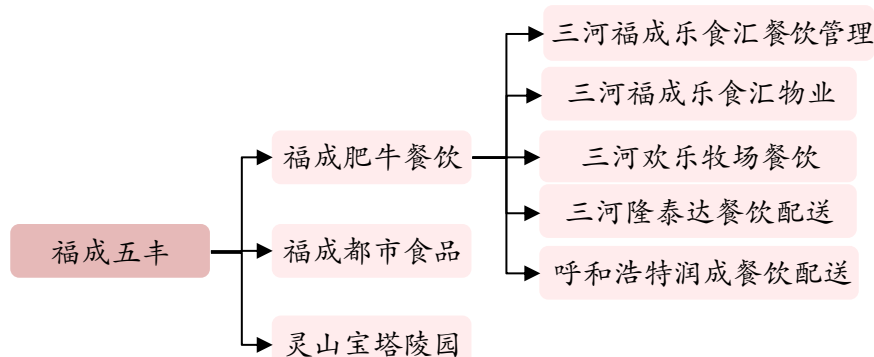 三河福成乐食汇餐饮管理
三河福成乐食汇物业
福成肥牛餐饮
三河欢乐牧场餐饮
三河隆泰达餐饮配送
福成五丰
福成都市食品
呼和浩特润成餐饮配送
灵山宝塔陵园